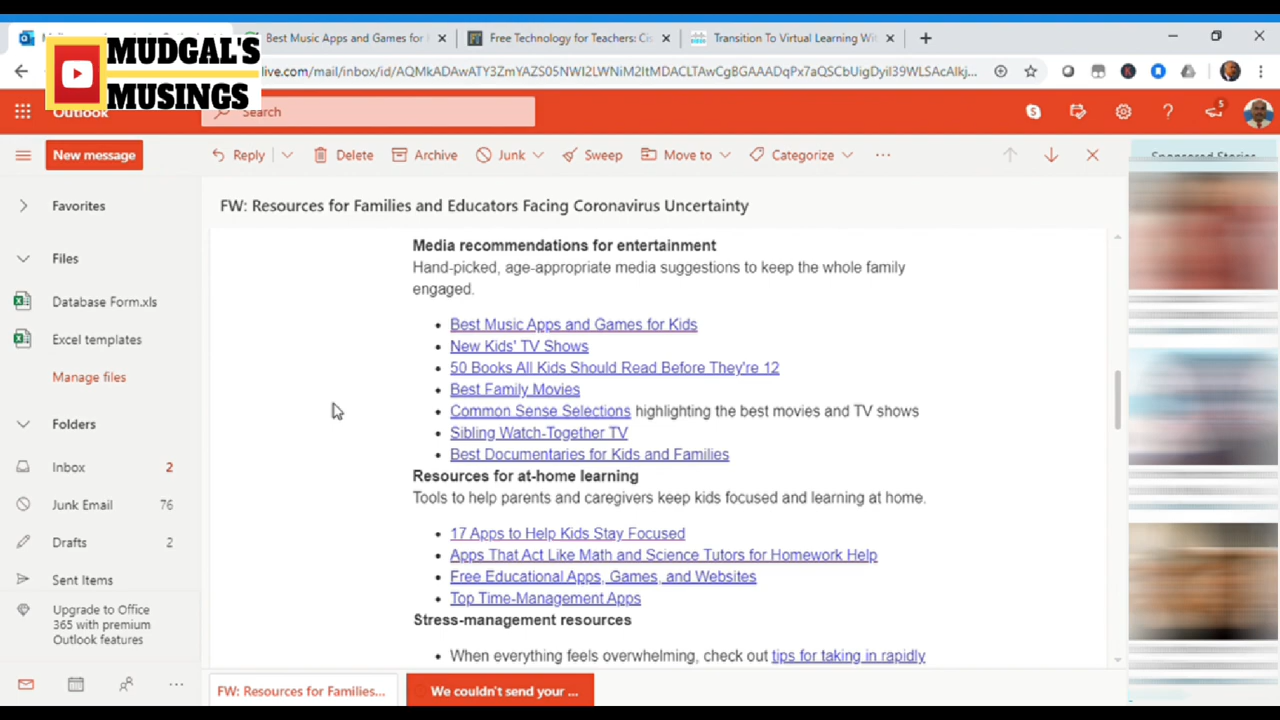 MUDGAL'S
MUSINGS
Best Music Apps and Games for
Free Technology for Teachers: Cis
Transition To Virtual Learning Wit
live.com/mail/inbox/id/AQMkADAwATY3ZmYAZS05NWI2LWNiM2ItMDACLTAwCgBGAAADqPx7aQSCbUigDyiI39WLSAcAIkj...
Outlook
Search
5
New message
Reply
Delete
Archive
Junk
Sweep
Move to
Categorize
Favorites
Files
Database Form.xls
Excel templates
Manage files
Folders
Inbox 2
Junk Email 76
Drafts 2
Sent Items
Upgrade to Office
365 with premium
Outlook features
FW: Resources for Families and Educators Facing Coronavirus Uncertainty
Media recommendations for entertainment
Hand-picked, age-appropriate media suggestions to keep the whole family
engaged.
• Best Music Apps and Games for Kids
• New Kids' TV Shows
• 50 Books All Kids Should Read Before They're 12
• Best Family Movies
• Common Sense Selections highlighting the best movies and TV shows
• Sibling Watch-Together TV
• Best Documentaries for Kids and Families
Resources for at-home learning
Tools to help parents and caregivers keep kids focused and learning at home.
• 17 Apps to Help Kids Stay Focused
• Apps That Act Like Math and Science Tutors for Homework Help
• Free Educational Apps, Games, and Websites
• Top Time-Management Apps
Stress-management resources
• When everything feels overwhelming, check out tips for taking in rapidly
Sponsored Stories
FW: Resources for Families...
We couldn't send your ...